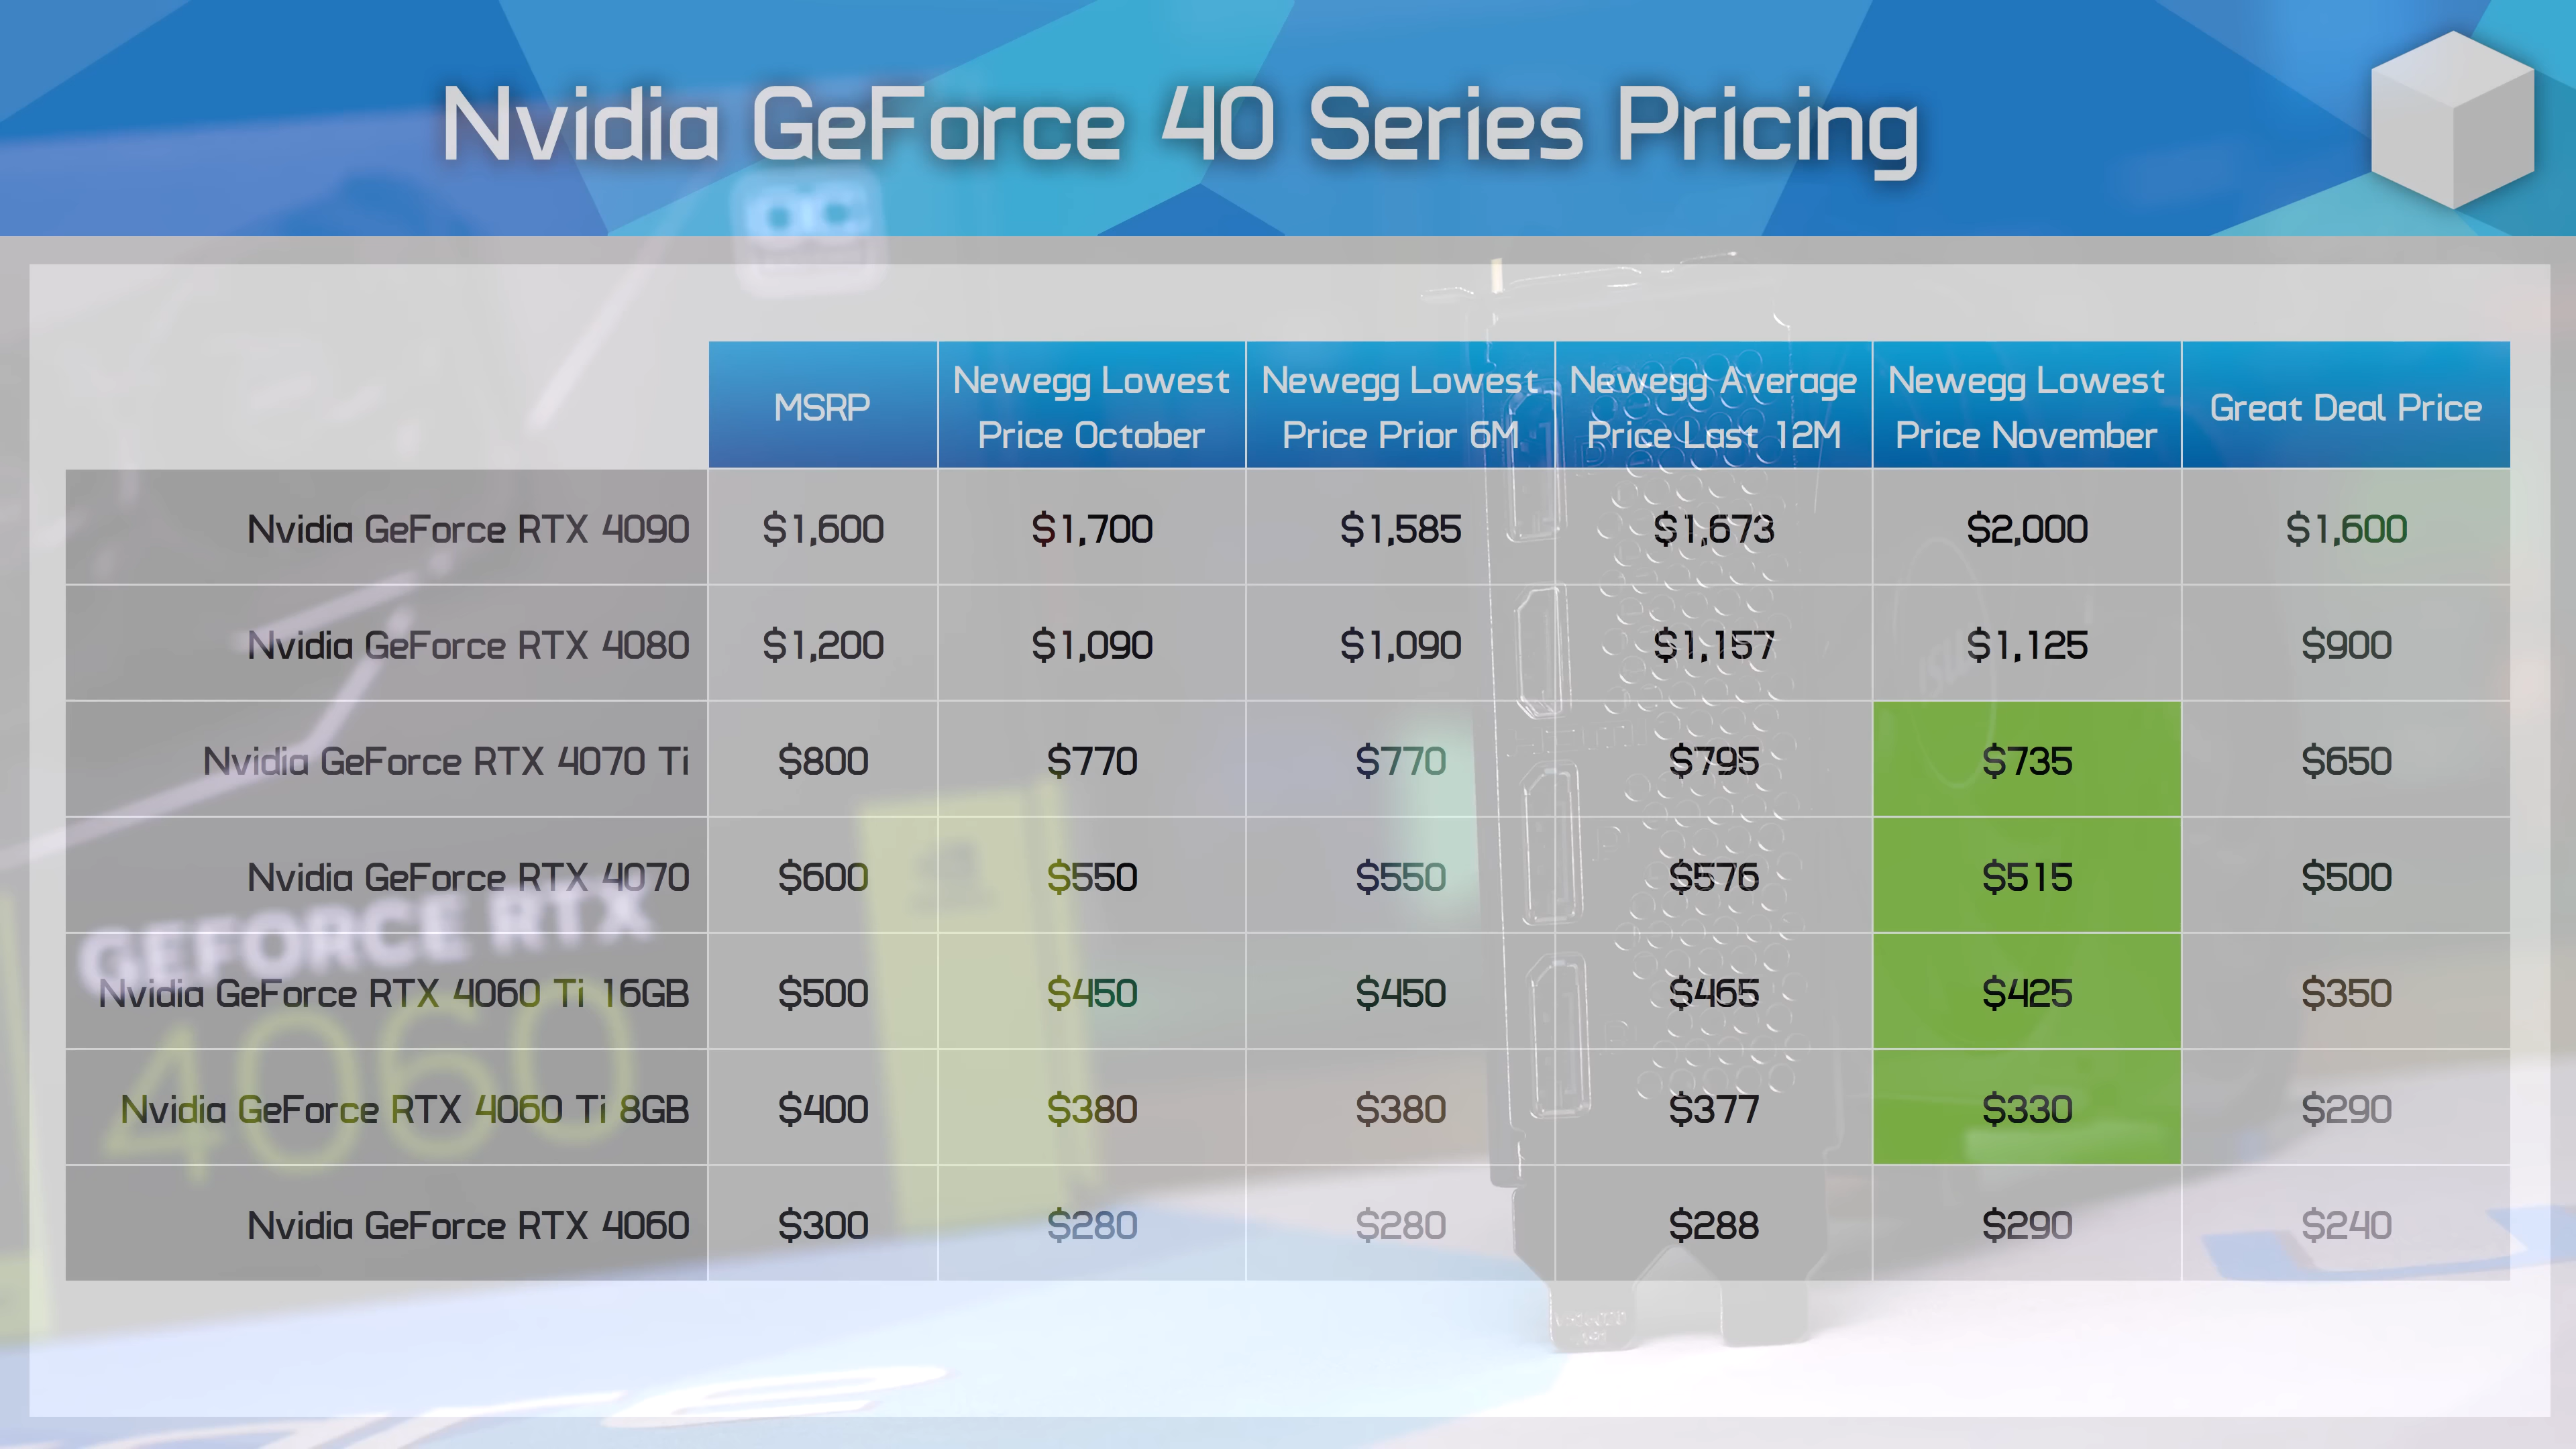 Nvidia GeForce 40 Series Pricing
MSRP
Newegg Lowest
Price October
Newegg Lowest
Price Prior 6M
Newegg Average
Price Last 12M
Newegg Lowest
Price November
Great Deal Price
Nvidia GeForce RTX 4090 $1,600 $1,700 $1,585 $1,673 $2,000 $1,600
Nvidia GeForce RTX 4080 $1,200 $1,090 $1,090 $1,157 $1,125 $900
Nvidia GeForce RTX 4070 Ti $800 $770 $770 $795 $735 $650
Nvidia GeForce RTX 4070 $600 $550 $550 $576 $515 $500
GEFORCE RTX
Nvidia GeForce RTX 4060 Ti 16GB $500 $450 $450 $465 $425 $350
4060
Nvidia GeForce RTX 4060 Ti 8GB $400 $380 $380 $377 $330 $290
Nvidia GeForce RTX 4060 $300 $280 $280 $288 $290 $240